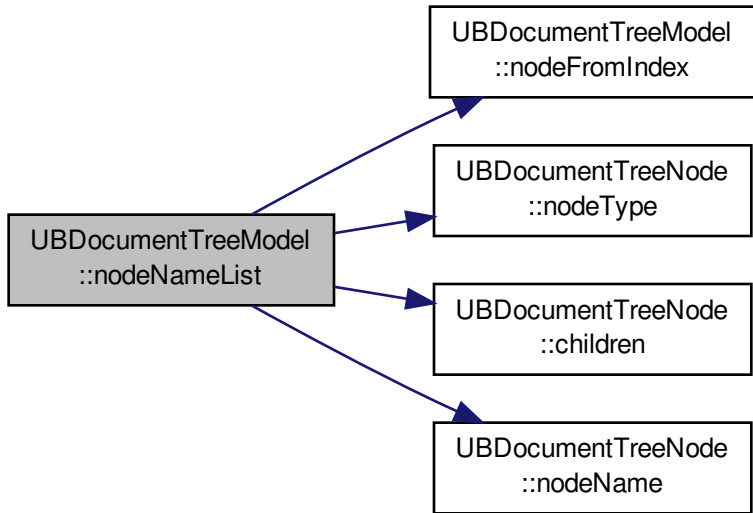 UBDocumentTreeModel
::nodeFromIndex
UBDocumentTreeNode
::nodeType
UBDocumentTreeModel
::nodeNameList
UBDocumentTreeNode
::children
UBDocumentTreeNode
::nodeName